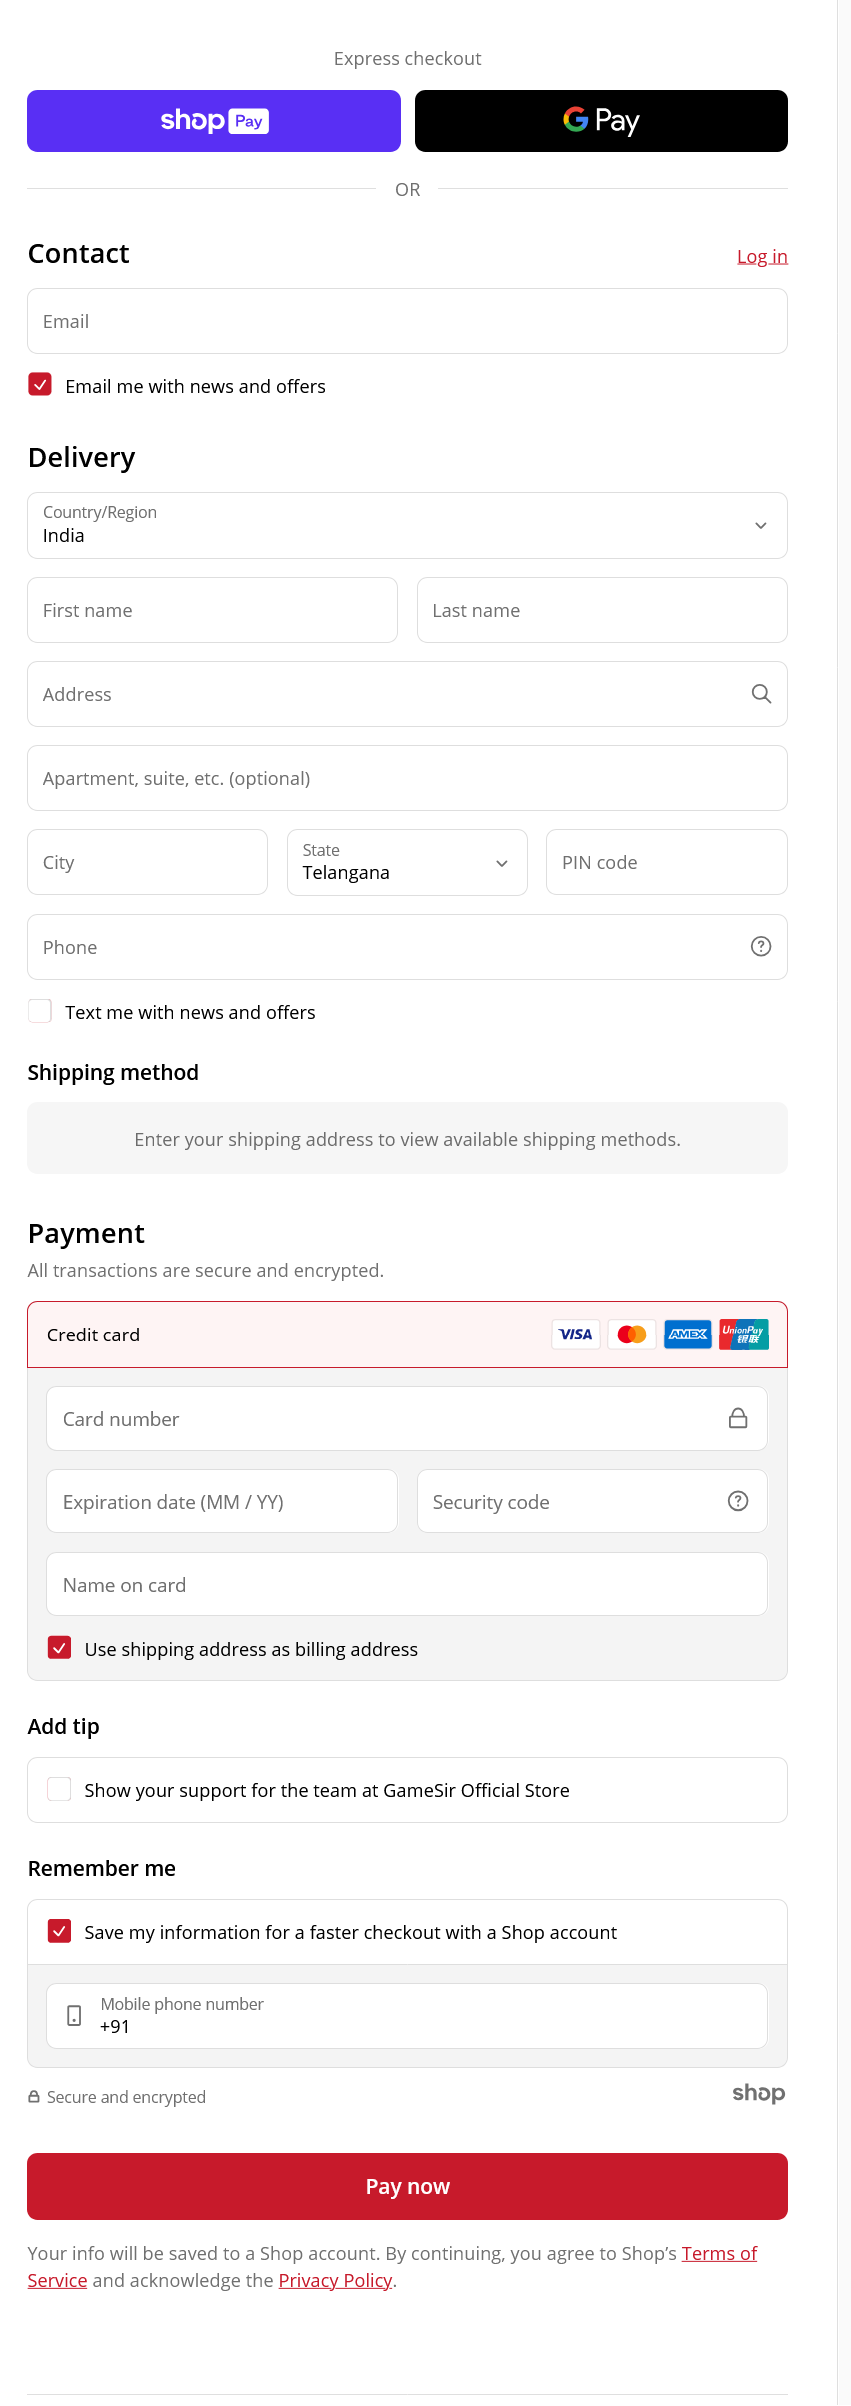 Express checkout
shop Pay
G Pay
OR
Contact
Log in
Email
Email me with news and offers
Delivery
Country/Region
India
First name
Last name
Address
Apartment, suite, etc. (optional)
City
State
Telangana
PIN code
Phone
Text me with news and offers
Shipping method
Enter your shipping address to view available shipping methods.
Payment
All transactions are secure and encrypted.
Credit card
VISA
AMEX
UnionPay
银联
Card number
Expiration date (MM / YY)
Security code
Name on card
Use shipping address as billing address
Add tip
Show your support for the team at GameSir Official Store
Remember me
Save my information for a faster checkout with a Shop account
Mobile phone number
+91
Secure and encrypted
shop
Pay now
Your info will be saved to a Shop account. By continuing, you agree to Shop’s Terms of
Service and acknowledge the Privacy Policy.